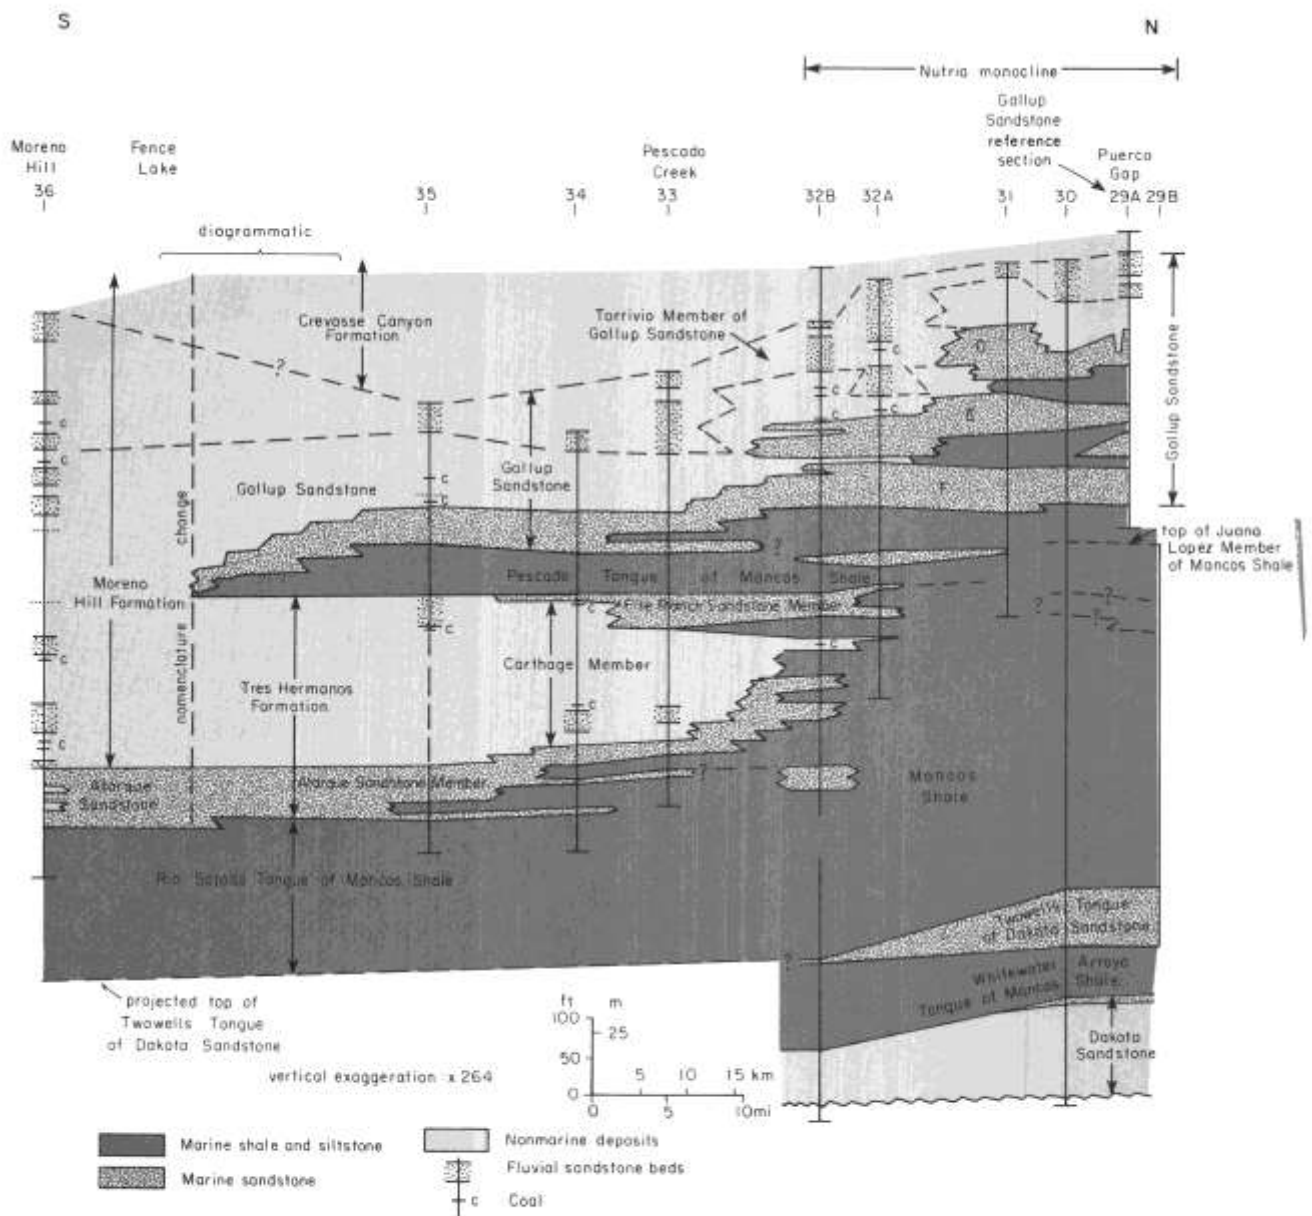 S
N
Nutria monocline
Gallup
Sandstone
reference
section
Puerco
Gap
Moreno
Hill
Fence
Lake
Pescado
Creek
36
35
34
33
32B
32A
31
30
29A
29B
diagrammatic
Crevasse Canyon
Formation
Torrivio Member of
Gallup Sandstone
?
?
c
c
c
c
D
E
F
Gallup Sandstone
c
c
Gallup Sandstone
Gallup
Sandstone
c
c
?
top of Juana
Lopez Member
of Mancos Shale
Moreno
Hill Formation
nomenclature change
Pescado Tongue of Mancos Shale
c
c
Fite Ranch Sandstone Member
?
?
?
c
c
Carthage Member
Tres Hermanos
Formation
c
c
Atarque
Sandstone
Atarque Sandstone Member
?
Mancos
Shale
Rio Salado Tongue of Mancos Shale
Twowells Tongue
of Dakota Sandstone
?
Whitewater Arroyo
Tongue of Mancos Shale
projected top of
Twowells Tongue
of Dakota Sandstone
Dakota
Sandstone
ft m
100
25
50
0
5 10 15 km
0 5 10mi
vertical exaggeration x 264
Marine shale and siltstone
Marine sandstone
Nonmarine deposits
Fluvial sandstone beds
c Coal